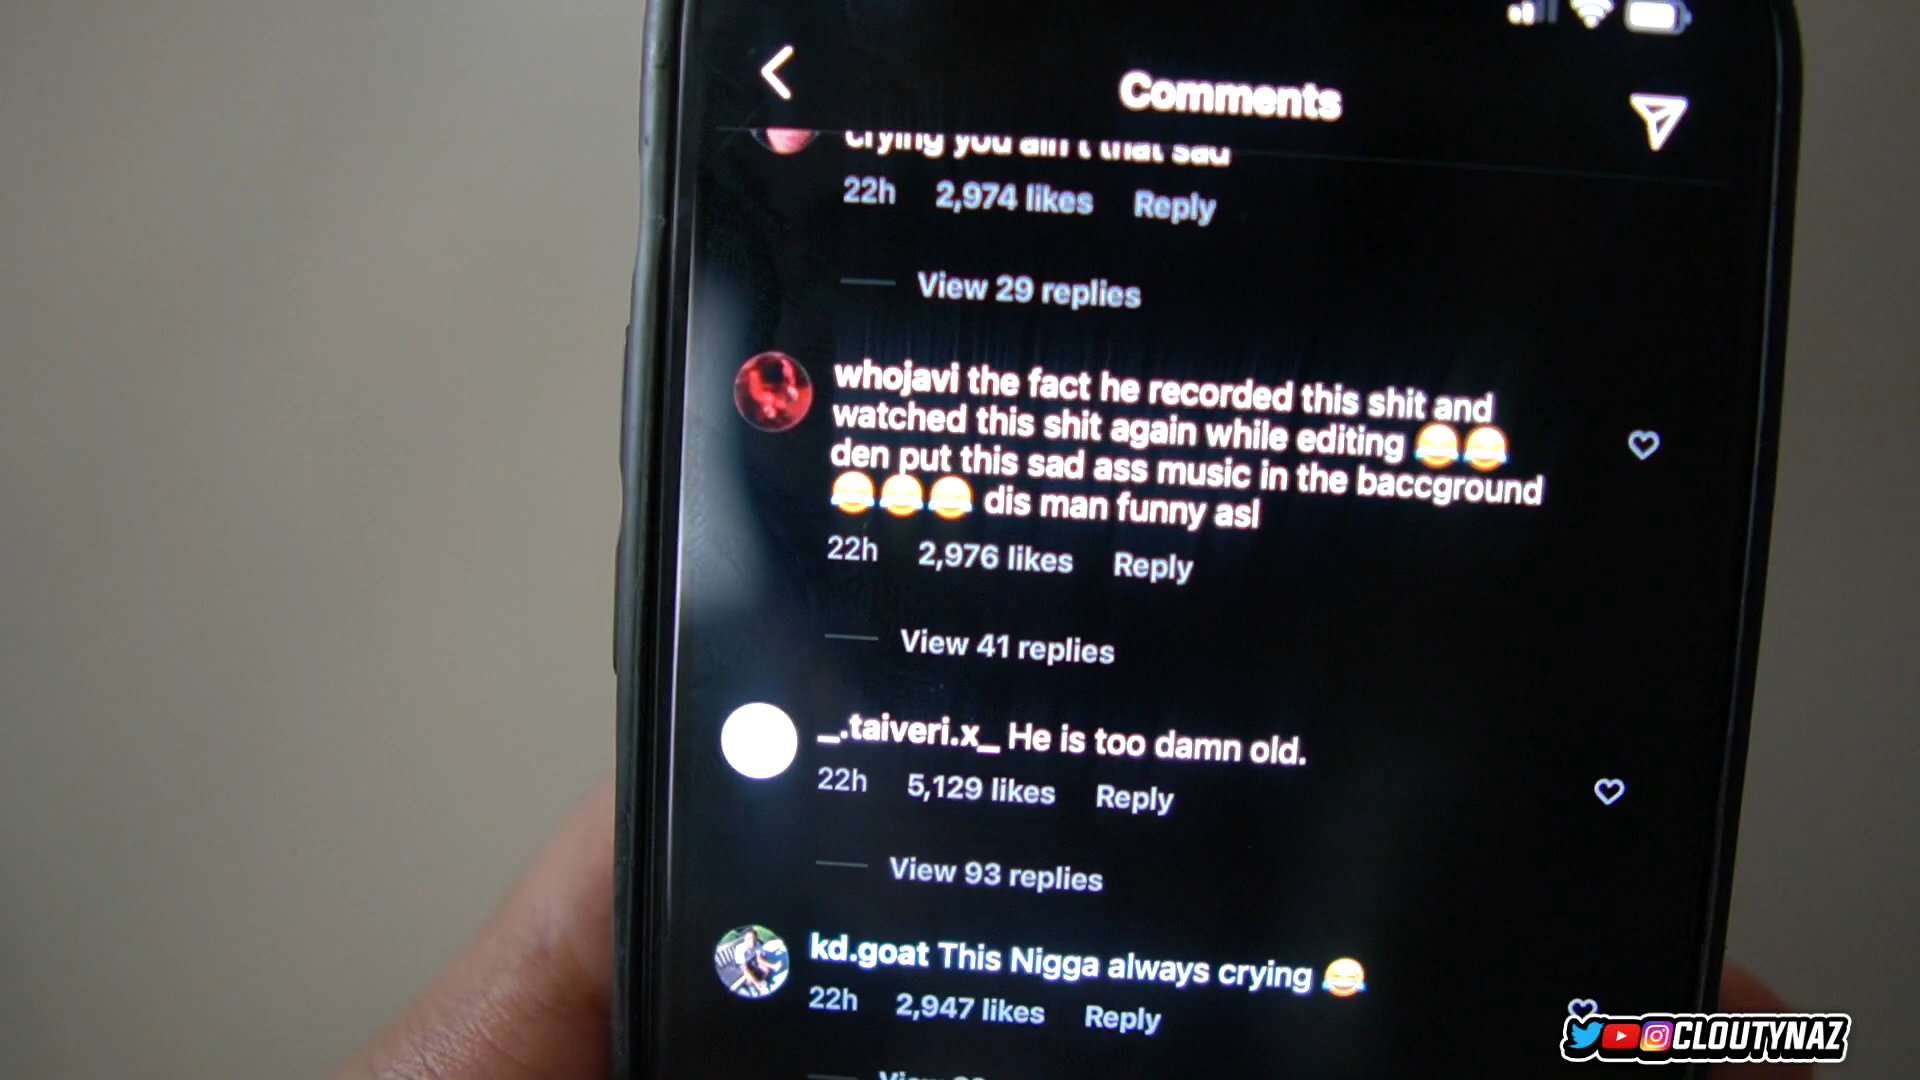 Comments
crying you ain't that sad
22h 2,974 likes Reply
View 29 replies
whojavi the fact he recorded this shit and
watched this shit again while editing 😂😂
den put this sad ass music in the baccground
😂😂😂 dis man funny asl
22h 2,976 likes Reply
View 41 replies
_.taiveri.x_ He is too damn old.
22h 5,129 likes Reply
View 93 replies
kd.goat This Nigga always crying 😂
22h 2,947 likes Reply
View
CLOUTYNAZ